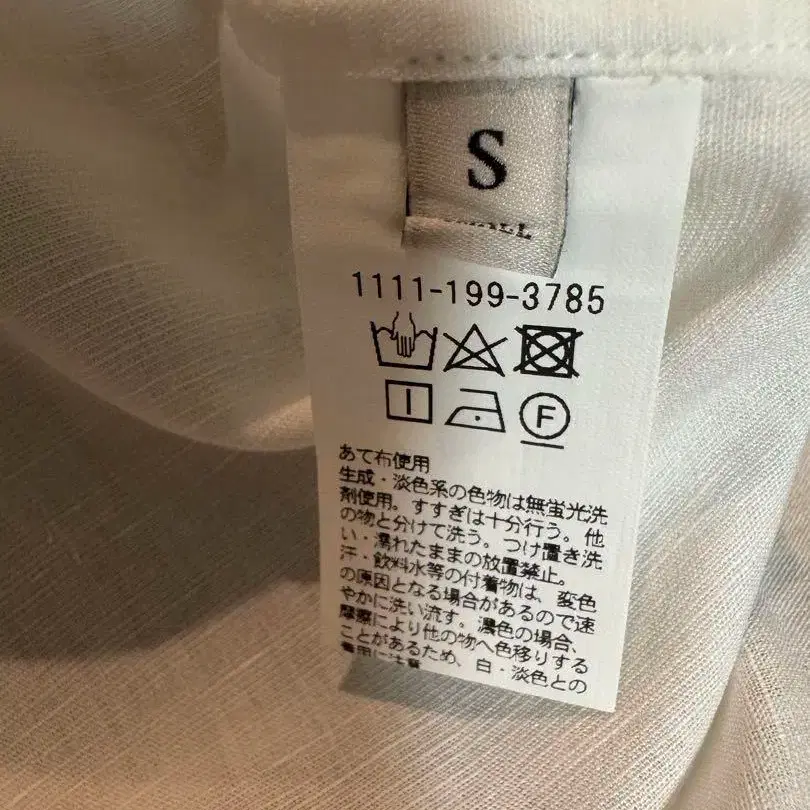 S
1111-199-3785
F
あて布使用
生成・淡色系の色物は無蛍光洗
剤使用。すすぎは十分行う。他
の物と分けて洗う。つけ置き洗
い・濡れたままの放置禁止。
汗・飲料水等の付着物は、変色
の原因となる場合があるので速
やかに洗い流す。濃色の場合、
摩擦により他の物へ色移りする
ことがあるため、白・淡色との
着用に注意